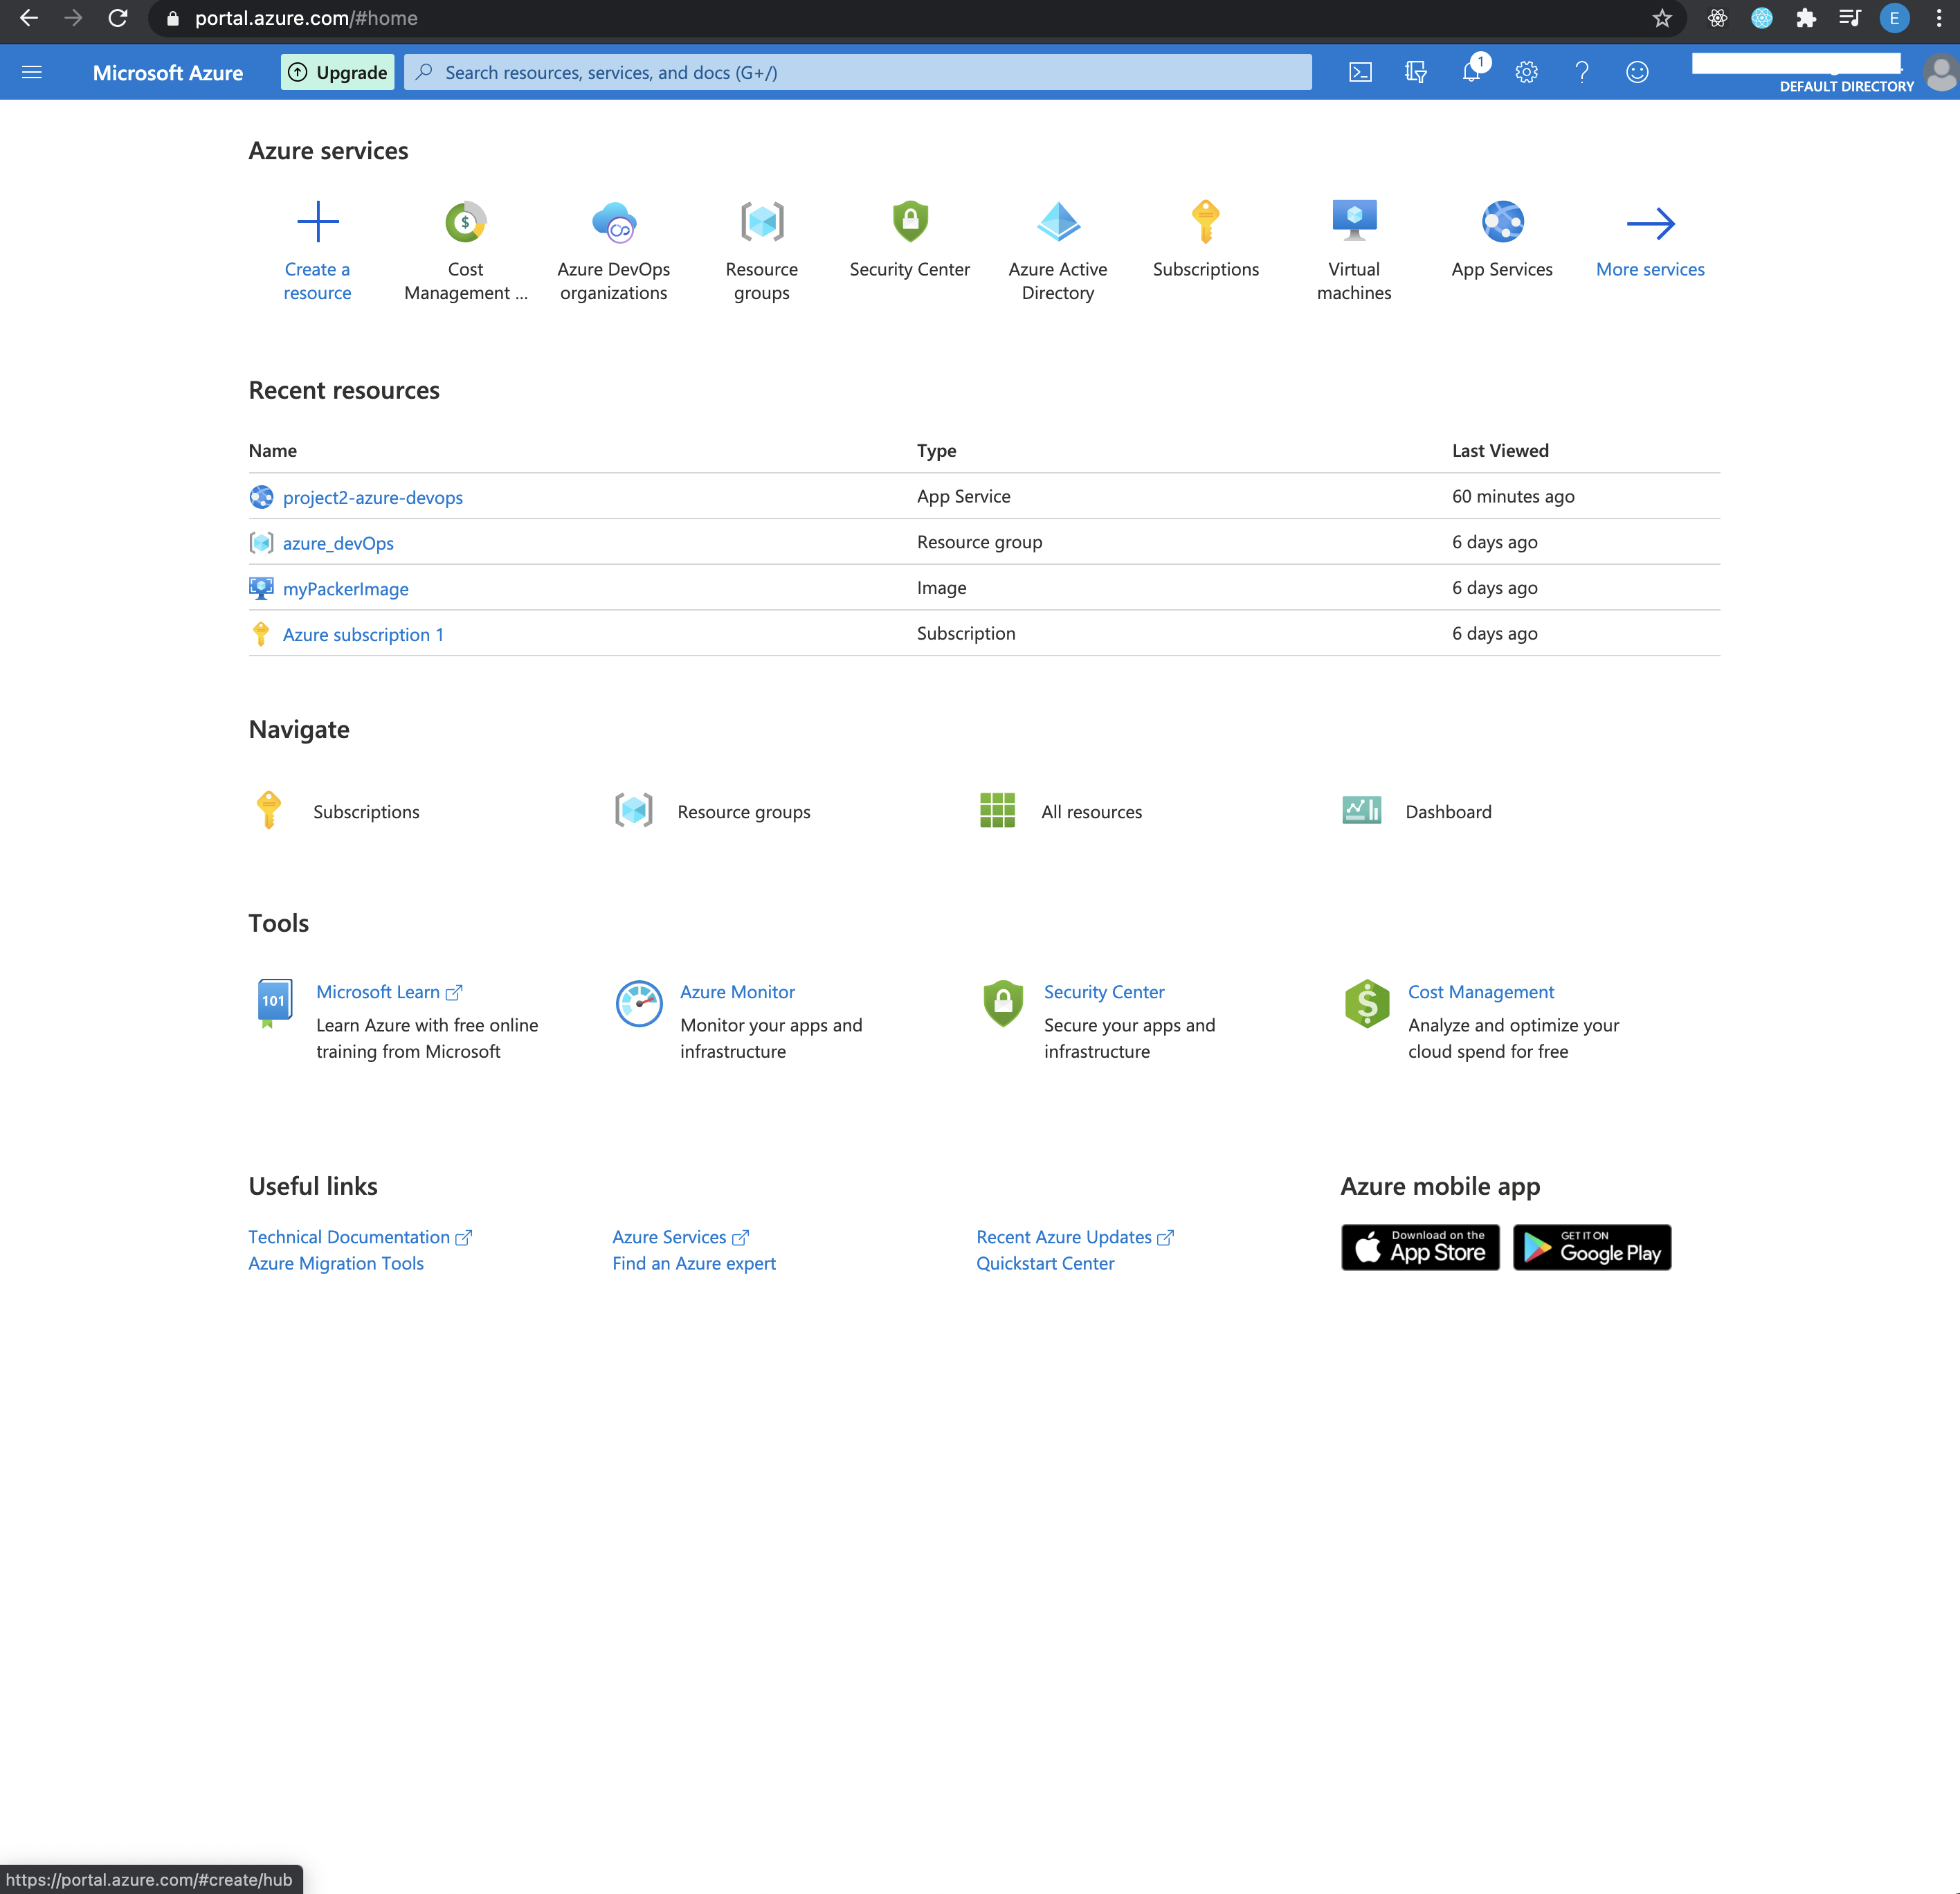 portal.azure.com/#home
E
Microsoft Azure
Upgrade
Search resources, services, and docs (G+/)
1
DEFAULT DIRECTORY
Azure services
Create a
resource
Cost
Management ...
Azure DevOps
organizations
Resource
groups
Security Center
Azure Active
Directory
Subscriptions
Virtual
machines
App Services
More services
Recent resources
Name Type Last Viewed
project2-azure-devops App Service 60 minutes ago
azure_devOps Resource group 6 days ago
myPackerImage Image 6 days ago
Azure subscription 1 Subscription 6 days ago
Navigate
Subscriptions Resource groups All resources Dashboard
Tools
101
Microsoft Learn
Learn Azure with free online
training from Microsoft
Azure Monitor
Monitor your apps and
infrastructure
Security Center
Secure your apps and
infrastructure
Cost Management
Analyze and optimize your
cloud spend for free
Useful links
Technical Documentation
Azure Migration Tools
Azure Services
Find an Azure expert
Recent Azure Updates
Quickstart Center
Azure mobile app
Download on the
App Store
GET IT ON
Google Play
https://portal.azure.com/#create/hub